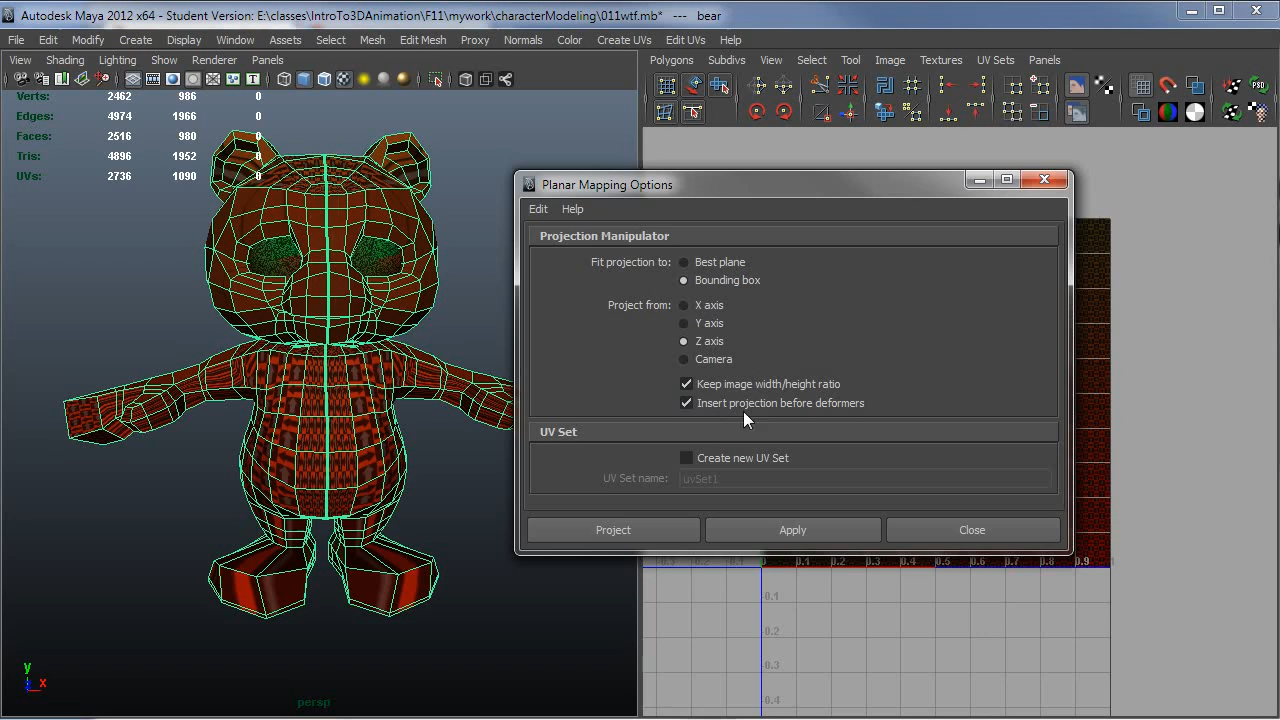 Autodesk Maya 2012 x64 - Student Version: E:\classes\IntroTo3DAnimation\F11\mywork\characterModeling\011wtf.mb*   ---   bear
File Edit Modify Create Display Window Assets Select Mesh Edit Mesh Proxy Normals Color Create UVs Edit UVs Help
View Shading Lighting Show Renderer Panels
Polygons Subdivs View Select Tool Image Textures UV Sets Panels
Verts: 2462 986 0
Edges: 4974 1966 0
Faces: 2516 980 0
Tris: 4896 1952 0
UVs: 2736 1090 0
Planar Mapping Options
Edit Help
Projection Manipulator
Fit projection to: Best plane
Bounding box
Project from: X axis
Y axis
Z axis
Camera
Keep image width/height ratio
Insert projection before deformers
UV Set
Create new UV Set
UV Set name: uvSet1
Project Apply Close
0 0.1 0.2 0.3 0.4 0.5 0.6 0.7 0.8 0.9 1
0.1
0.2
0.3
0.4
y
x
persp